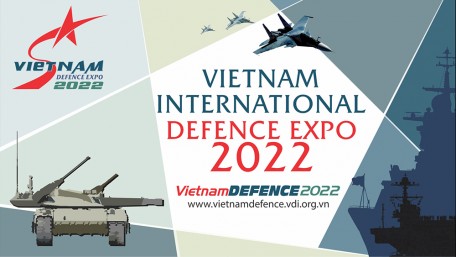 VIETNAM
DEFENCE EXPO
2022
VIETNAM
INTERNATIONAL
DEFENCE EXPO
2022
VietnamDEFENCE2022
www.vietnamdefence.vdi.org.vn